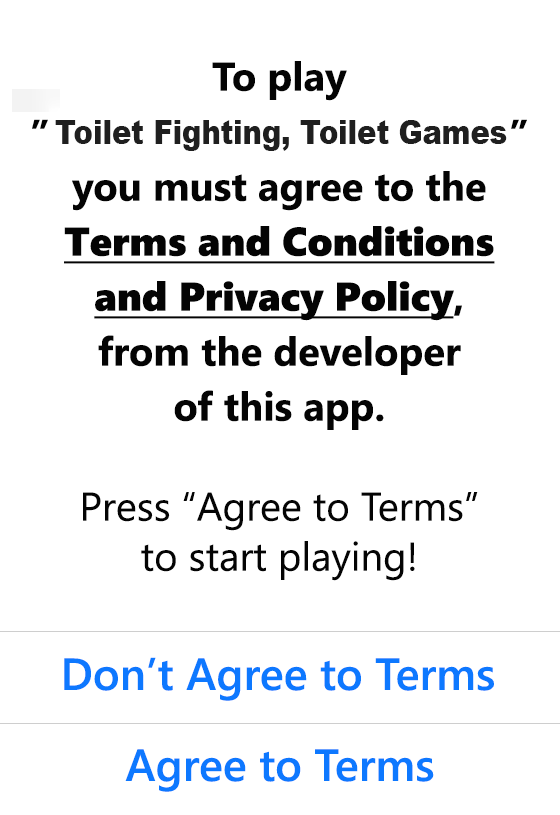 To play
” Toilet Fighting, Toilet Games”
you must agree to the
Terms and Conditions
and Privacy Policy,
from the developer
of this app.
Press “Agree to Terms”
to start playing!
Don’t Agree to Terms
Agree to Terms